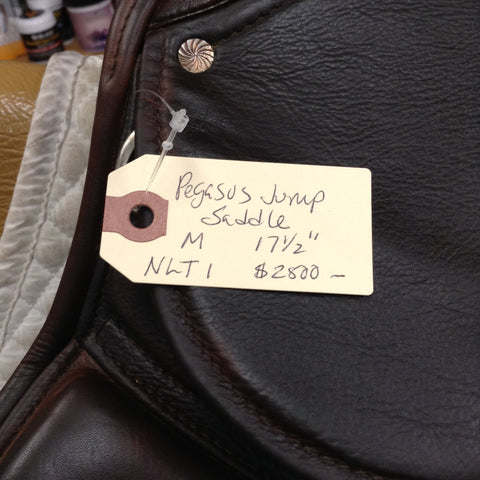 Pegasus Jump
Saddle
M 17½"
NLT1 $2800-